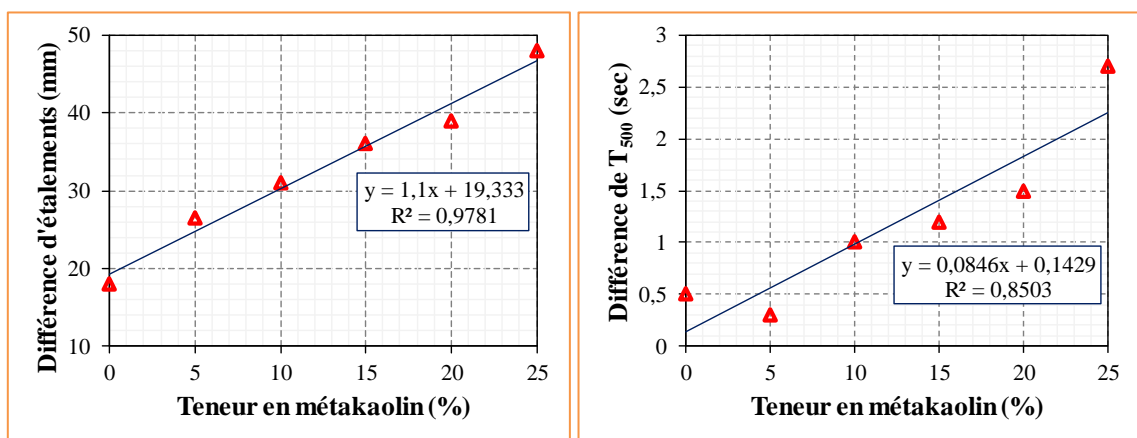 Différence d'étalements (mm)
50
40
30
20
10
y = 1,1x + 19,333
R² = 0,9781
0 5 10 15 20 25
Teneur en métakaolin (%)
Différence de T500 (sec)
3
2,5
2
1,5
1
0,5
0
y = 0,0846x + 0,1429
R² = 0,8503
0 5 10 15 20 25
Teneur en métakaolin (%)